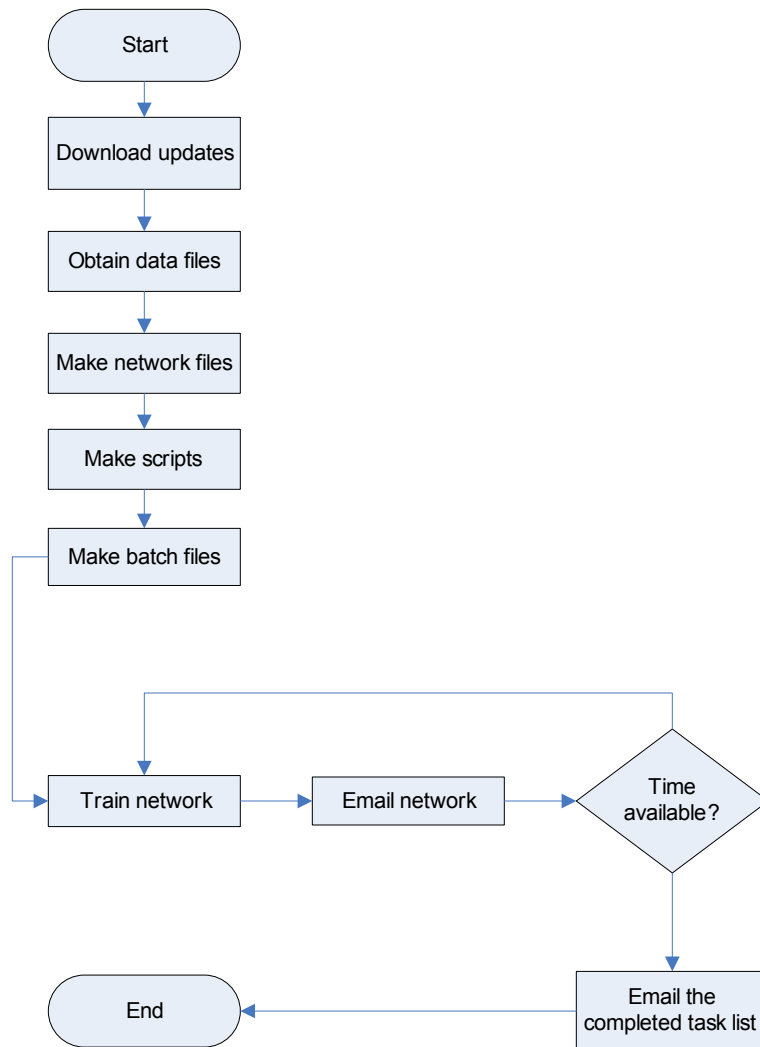 Start
Download updates
Obtain data files
Make network files
Make scripts
Make batch files
Train network
Email network
Time
available?
End
Email the
completed task list